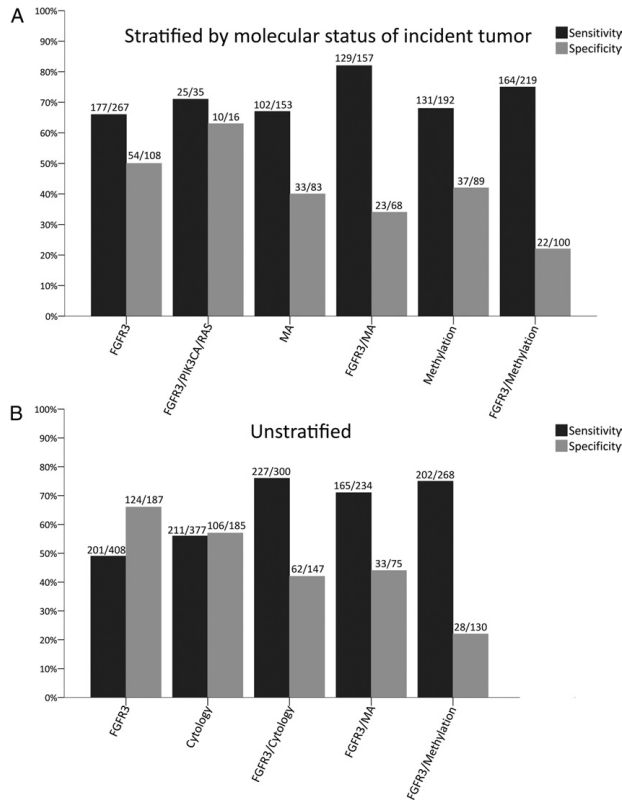 A
Stratified by molecular status of incident tumor
Sensitivity
Specificity
100%
90%
80%
70%
60%
50%
40%
30%
20%
10%
0%
177/267
54/108
25/35
10/16
102/153
33/83
129/157
23/68
131/192
37/89
164/219
22/100
FGFR3
FGFR3/PIK3CA/RAS
MA
FGFR3/MA
Methylation
FGFR3/Methylation
B
Unstratified
Sensitivity
Specificity
100%
90%
80%
70%
60%
50%
40%
30%
20%
10%
0%
201/408
124/187
211/377
106/185
227/300
62/147
165/234
33/75
202/268
28/130
FGFR3
Cytology
FGFR3/Cytology
FGFR3/MA
FGFR3/Methylation